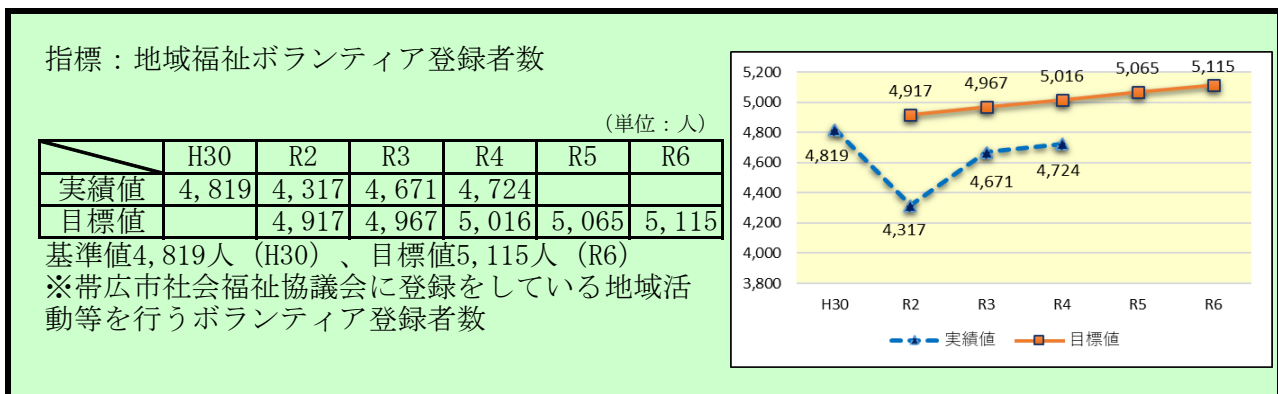 指標：地域福祉ボランティア登録者数
（単位：人）
H30 R2 R3 R4 R5 R6
実績値 4,819 4,317 4,671 4,724
目標値 4,917 4,967 5,016 5,065 5,115
基準値4,819人（H30）、目標値5,115人（R6）
※帯広市社会福祉協議会に登録をしている地域活
動等を行うボランティア登録者数
5,200
5,000
4,800
4,600
4,400
4,200
4,000
3,800
4,917 4,967 5,016 5,065 5,115
4,819 4,317 4,671 4,724
H30 R2 R3 R4 R5 R6
実績値 目標値